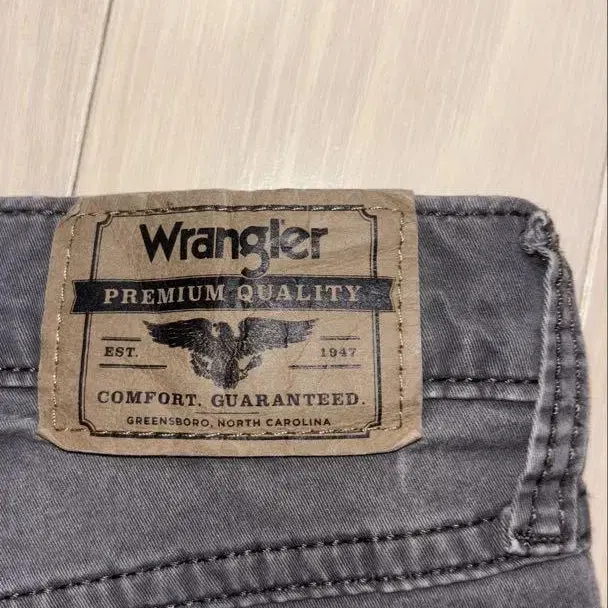 Wrangler
PREMIUM QUALITY
EST. 1947
COMFORT. GUARANTEED.
GREENSBORO, NORTH CAROLINA